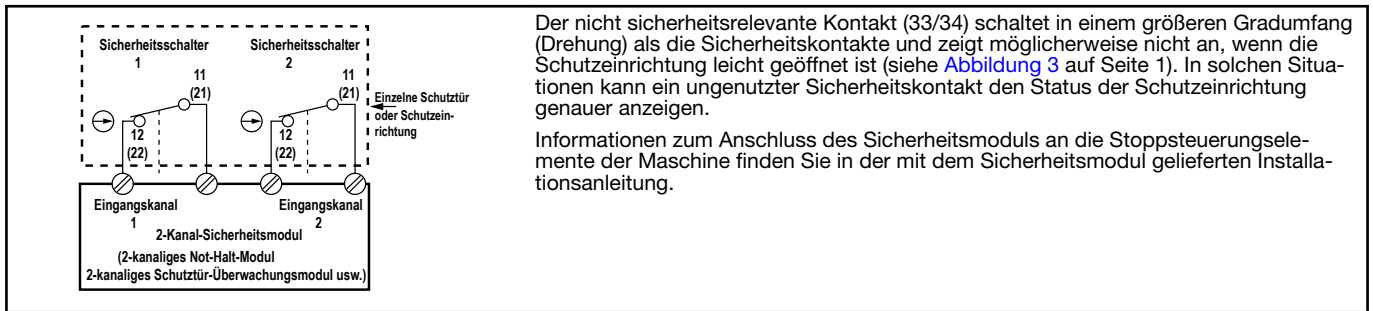 Sicherheitsschalter
1
Sicherheitsschalter
2
11
(21)
11
(21)
12
(22)
12
(22)
Einzelne Schutztür
oder Schutzein-
richtung
Eingangskanal
1
Eingangskanal
2
2-Kanal-Sicherheitsmodul
(2-kanaliges Not-Halt-Modul
2-kanaliges Schutztür-Überwachungsmodul usw.)
Der nicht sicherheitsrelevante Kontakt (33/34) schaltet in einem größeren Gradumfang
(Drehung) als die Sicherheitskontakte und zeigt möglicherweise nicht an, wenn die
Schutzeinrichtung leicht geöffnet ist (siehe Abbildung 3 auf Seite 1). In solchen Situa-
tionen kann ein ungenutzter Sicherheitskontakt den Status der Schutzeinrichtung
genauer anzeigen.
Informationen zum Anschluss des Sicherheitsmoduls an die Stoppsteuerungsele-
mente der Maschine finden Sie in der mit dem Sicherheitsmodul gelieferten Installa-
tionsanleitung.